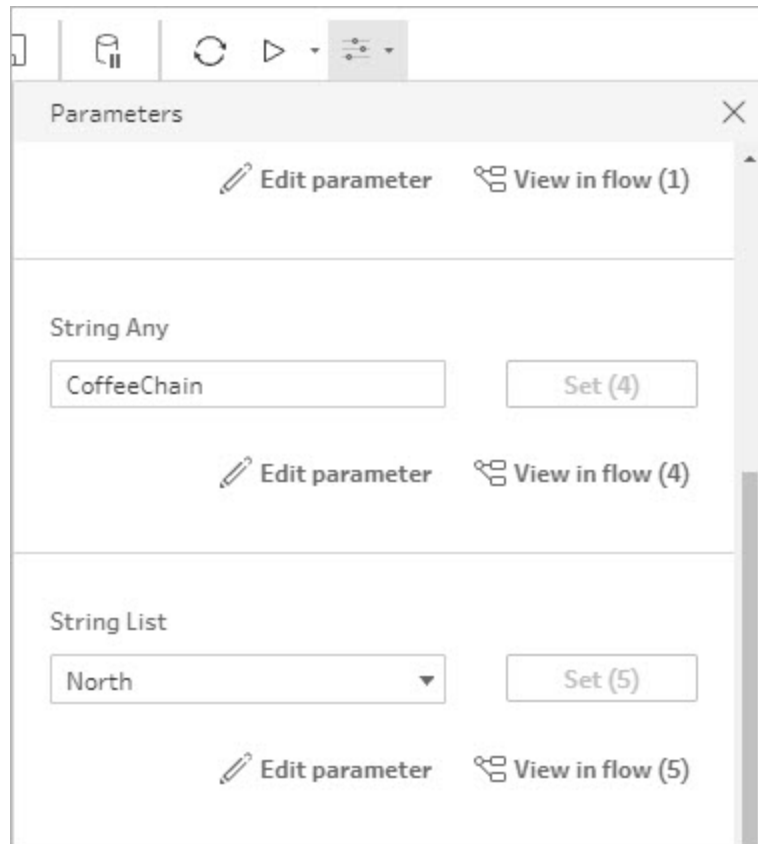 Parameters
Edit parameter View in flow (1)
String Any
CoffeeChain Set (4)
Edit parameter View in flow (4)
String List
North Set (5)
Edit parameter View in flow (5)